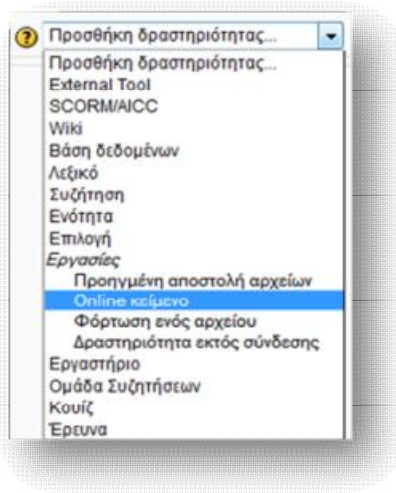 ? Προσθήκη δραστηριότητας...
Προσθήκη δραστηριότητας...
External Tool
SCORM/AICC
Wiki
Βάση δεδομένων
Λεξικό
Συζήτηση
Ενότητα
Επιλογή
Εργασίες
Προηγμένη αποστολή αρχείων
Online κείμενο
Φόρτωση ενός αρχείου
Δραστηριότητα εκτός σύνδεσης
Εργαστήριο
Ομάδα Συζητήσεων
Κουίζ
Έρευνα